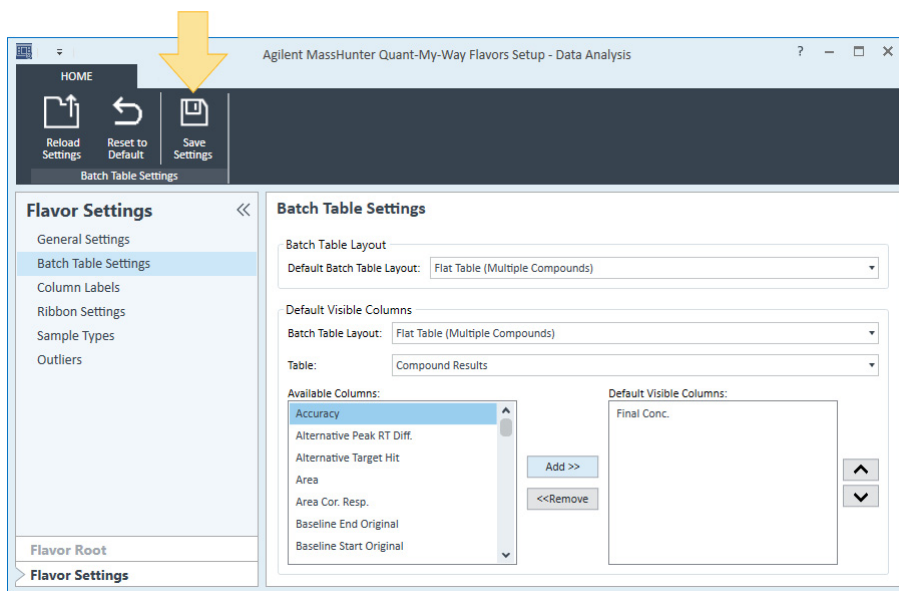 Agilent MassHunter Quant-My-Way Flavors Setup - Data Analysis
?
HOME
Reload
Settings
Reset to
Default
Save
Settings
Batch Table Settings
Flavor Settings
General Settings
Batch Table Settings
Column Labels
Ribbon Settings
Sample Types
Outliers
Flavor Root
Flavor Settings
Batch Table Settings
Batch Table Layout
Default Batch Table Layout: Flat Table (Multiple Compounds)
Default Visible Columns
Batch Table Layout: Flat Table (Multiple Compounds)
Table: Compound Results
Available Columns:
Accuracy
Alternative Peak RT Diff.
Alternative Target Hit
Area
Area Cor. Resp.
Baseline End Original
Baseline Start Original
Add >>
<<Remove
Default Visible Columns:
Final Conc.